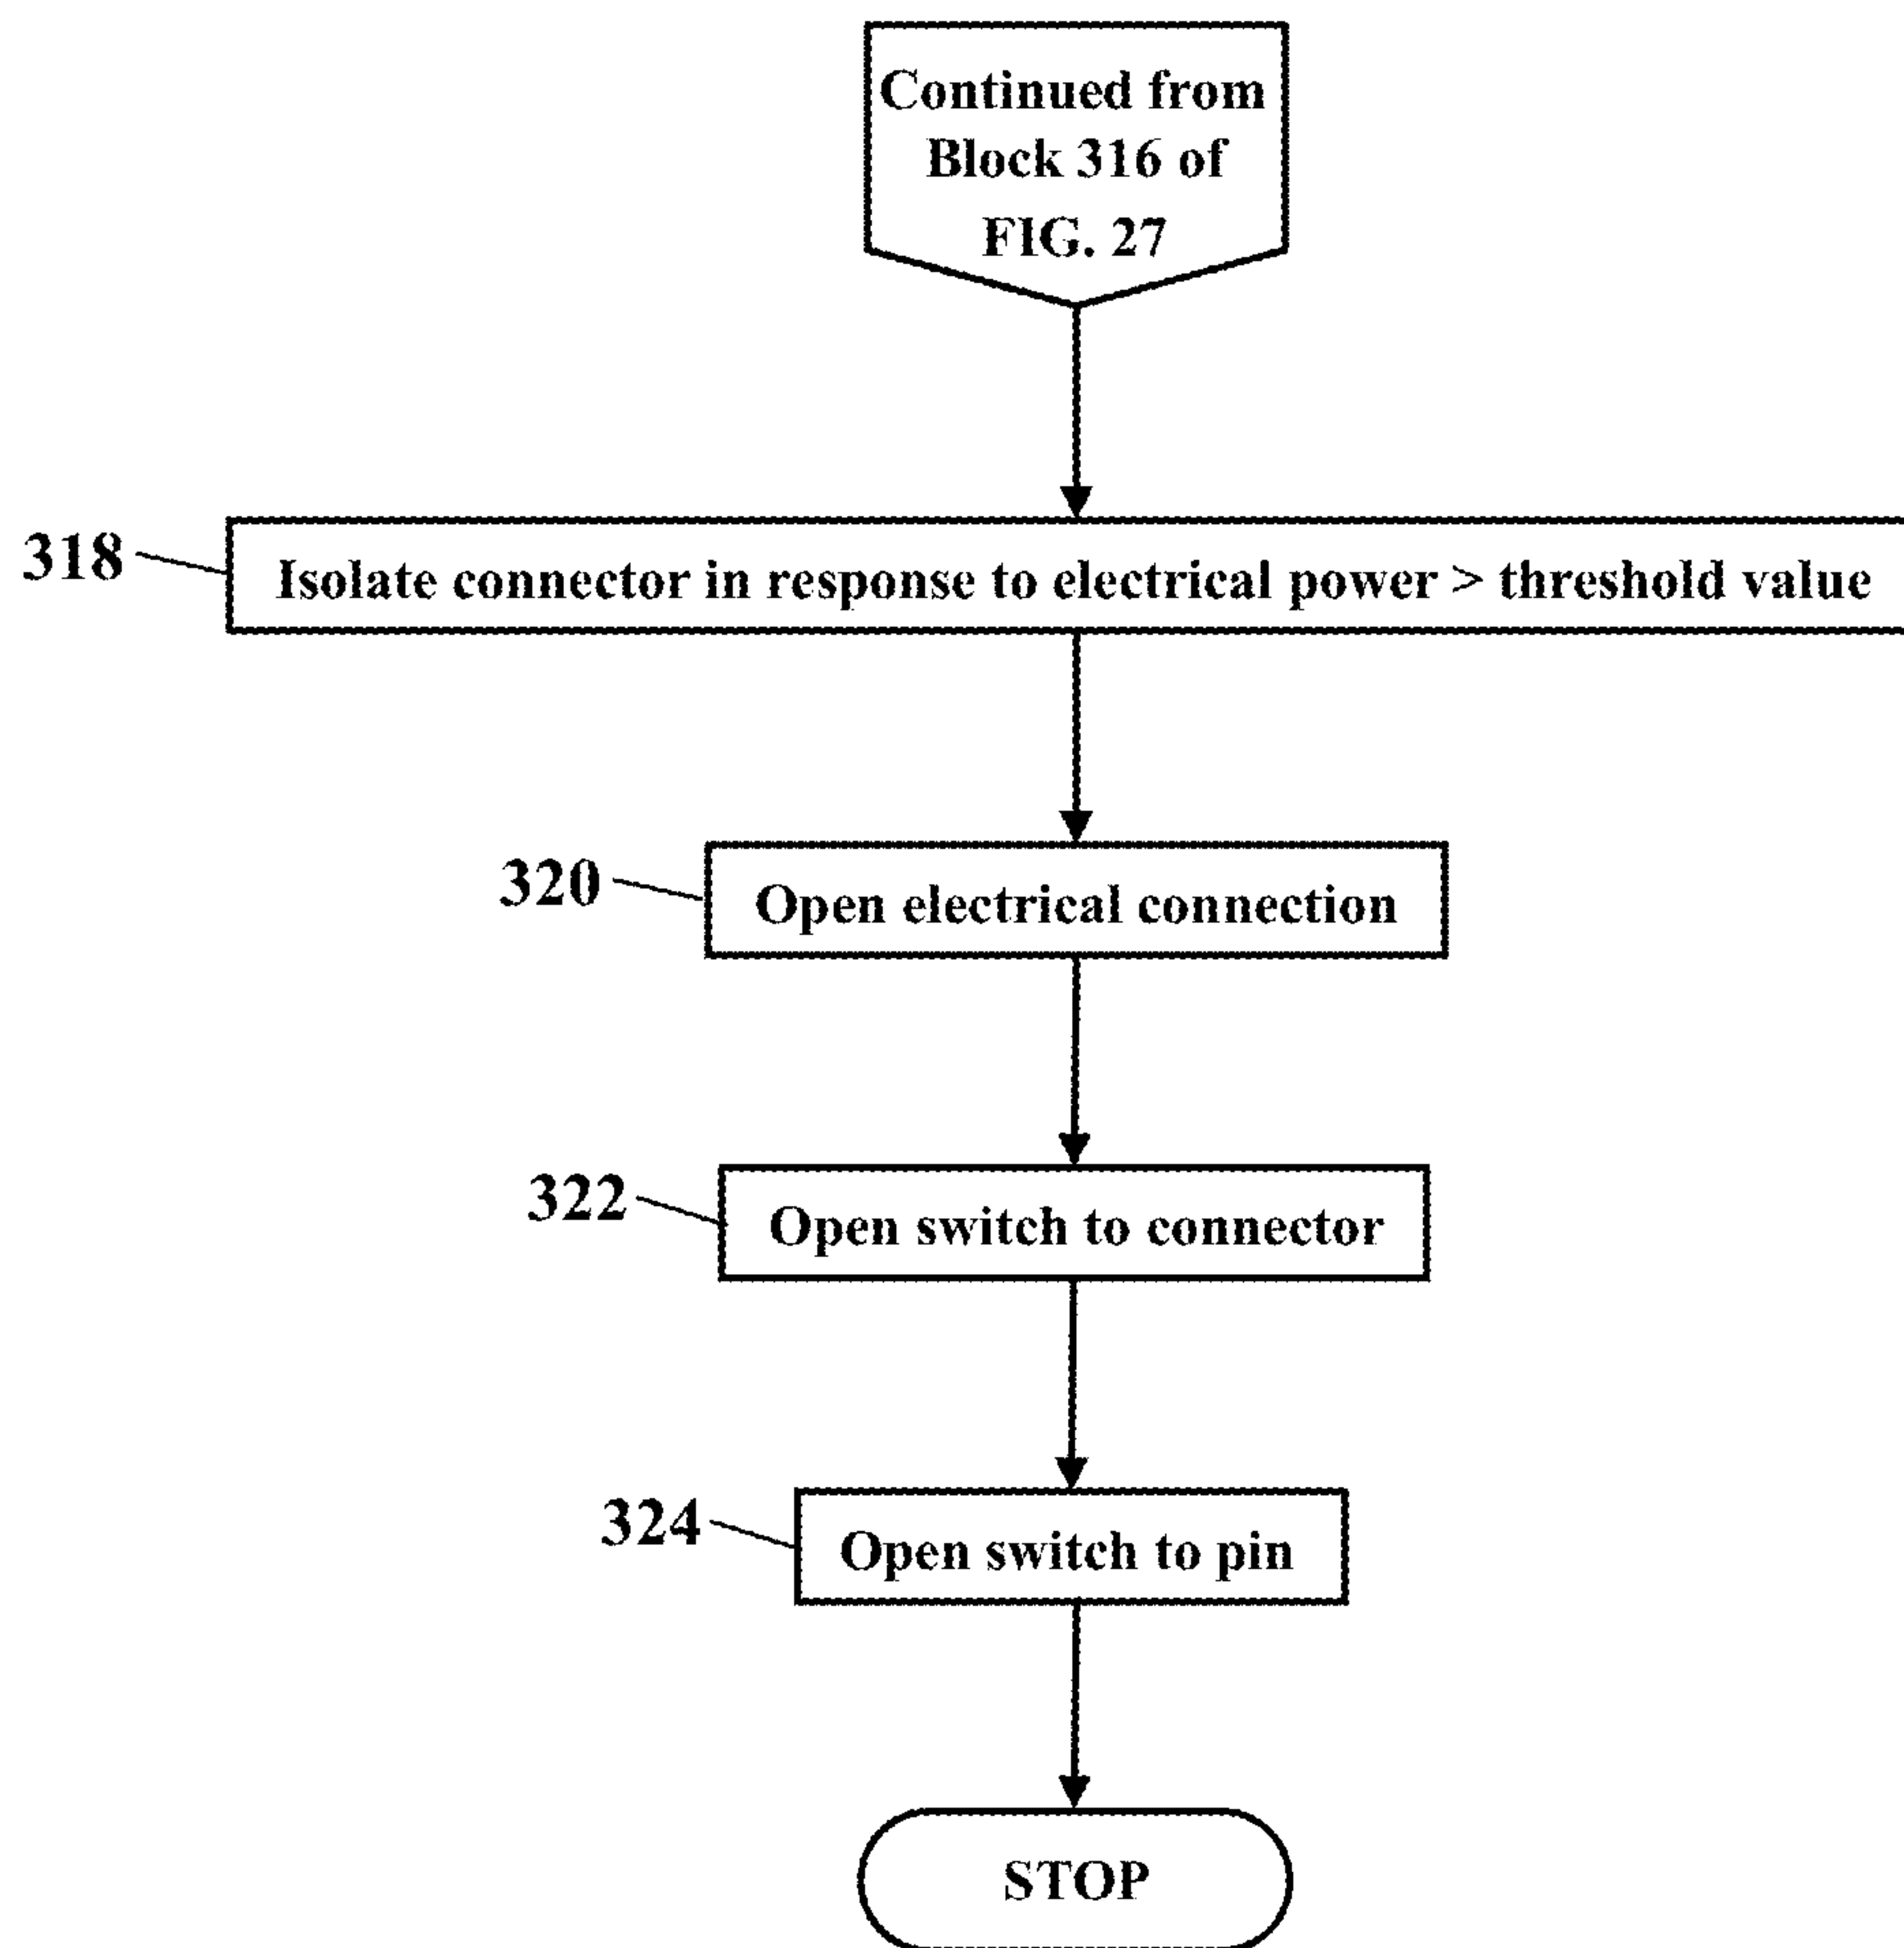 Continued from
Block 316 of
FIG. 27
318
Isolate connector in response to electrical power > threshold value
320
Open electrical connection
322
Open switch to connector
324
Open switch to pin
STOP